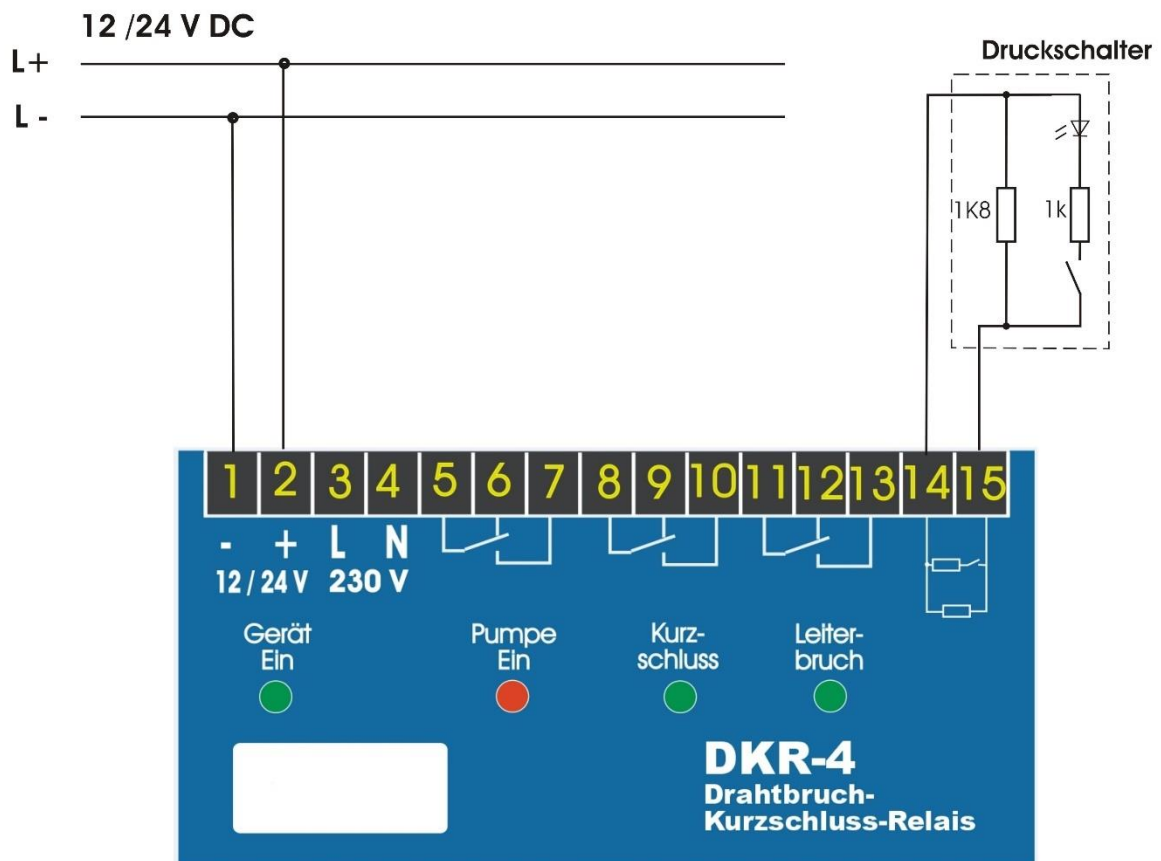 12 /24 V DC
L+
L -
Druckschalter
1K8
1k
1 2 3 4 5 6 7 8 9 10 11 12 13 14 15
- + L N
12 / 24 V 230 V
Gerät
Ein
Pumpe
Ein
Kurz-
schluss
Leiter-
bruch
DKR-4
Drahtbruch-
Kurzschluss-Relais